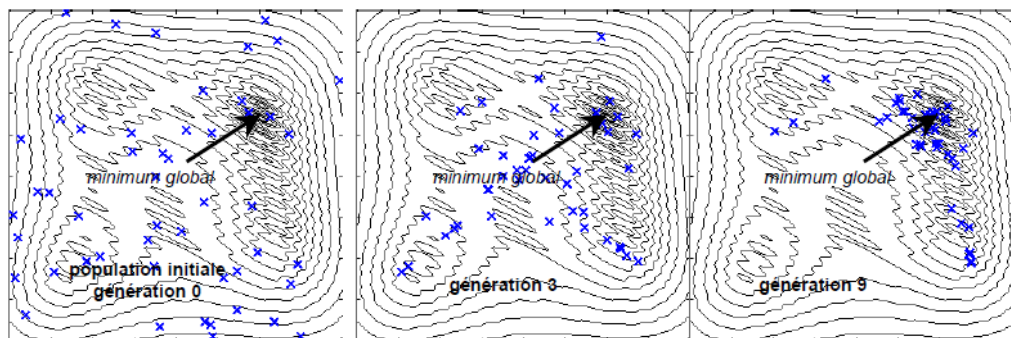 minimum global
population initiale
génération 0
minimum global
génération 3
minimum global
génération 9